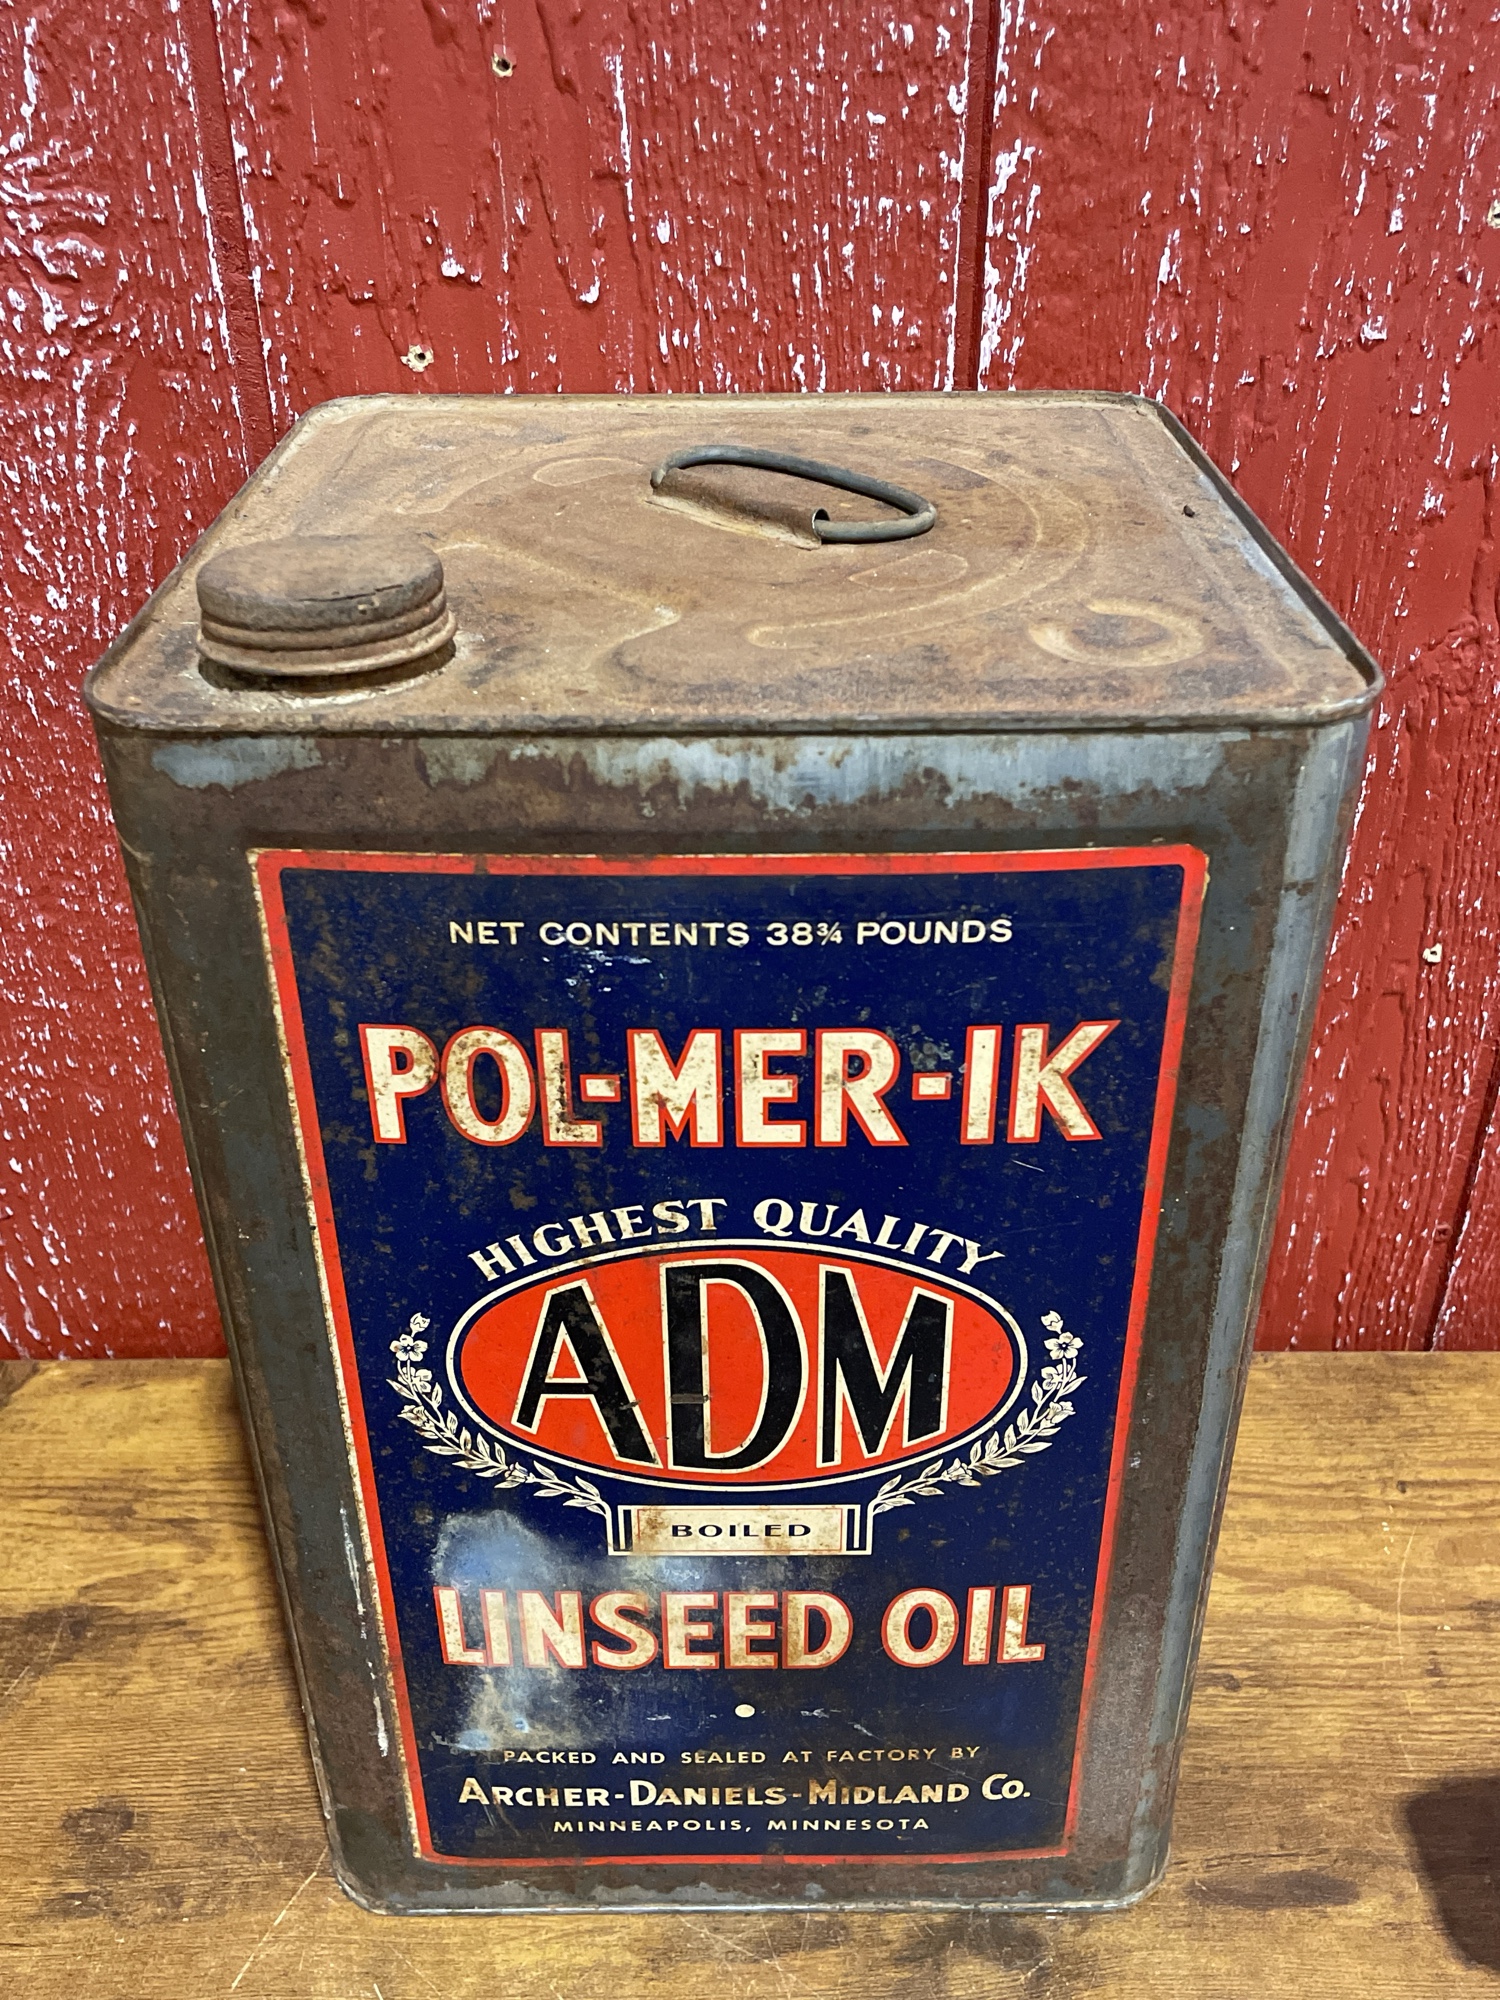 NET CONTENTS 38¾ POUNDS
POL-MER-IK
HIGHEST QUALITY
ADM
BOILED
LINSEED OIL
PACKED AND SEALED AT FACTORY BY
ARCHER-DANIELS-MIDLAND CO.
MINNEAPOLIS, MINNESOTA